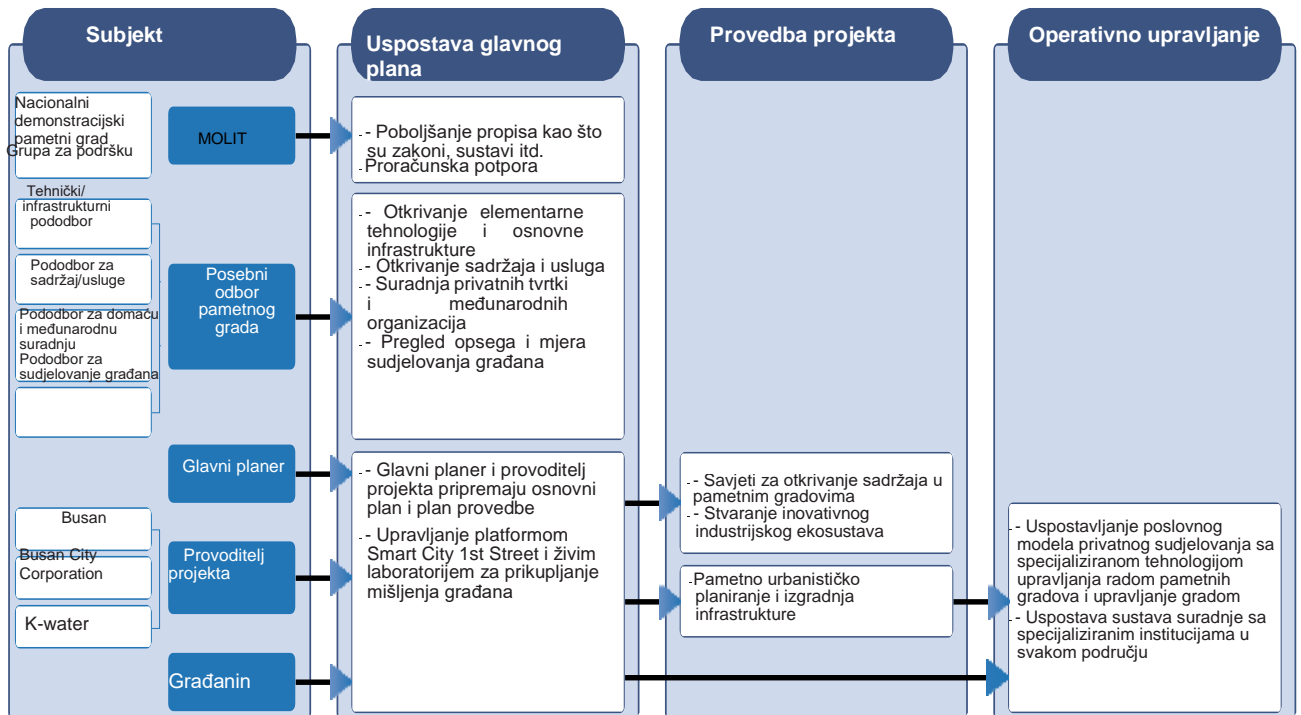 Subjekt
Uspostava glavnog
plana
Provedba projekta
Operativno upravljanje
Nacionalni
demonstracijski
pametni grad
Grupa za podršku
MOLIT
- Poboljšanje propisa kao što
su zakoni, sustavi itd.
Proračunska potpora
Tehnički/
infrastrukturni
pododbor
Pododbor za
sadržaj/usluge
Pododbor za domaću
i međunarodnu
suradnju
Pododbor za
sudjelovanje građana
Posebni
odbor
pametnog
grada
- Otkrivanje elementarne
tehnologije i osnovne
infrastrukture
- Otkrivanje sadržaja i usluga
- Suradnja privatnih tvrtki
i međunarodnih
organizacija
- Pregled opsega i mjera
sudjelovanja građana
Glavni planer
Busan
Busan City
Corporation
K-water
Provoditelj
projekta
Građanin
- Glavni planer i provoditelj
projekta pripremaju osnovni
plan i plan provedbe
- Upravljanje platformom
Smart City 1st Street i živim
laboratorijem za prikupljanje
mišljenja građana
- Savjeti za otkrivanje sadržaja u
pametnim gradovima
- Stvaranje inovativnog
industrijskog ekosustava
-Pametno urbanističko
planiranje i izgradnja
infrastrukture
- Uspostavljanje poslovnog
modela privatnog sudjelovanja sa
specijaliziranom tehnologijom
upravljanja radom pametnih
gradova i upravljanje gradom
- Uspostava sustava suradnje sa
specijaliziranim institucijama u
svakom području